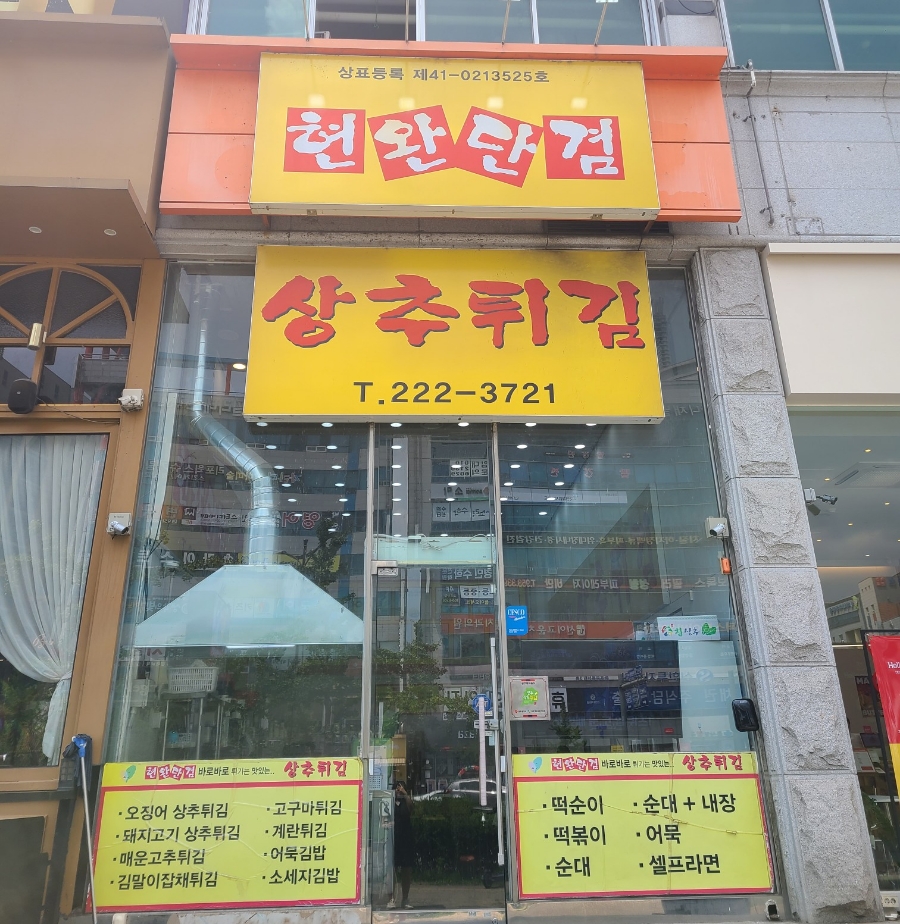 상표등록 제41-0213525호
현완단겸
상추튀김
T.222-3721
CESCO
현완단겸 바로바로 튀기는 맛있는.. 상추튀김
·오징어 상추튀김 ·고구마튀김
·돼지고기 상추튀김 ·계란튀김
·매운고추튀김 ·어묵김밥
·김말이잡채튀김 ·소세지김밥
현완단겸 바로바로 튀기는 맛있는.. 상추튀김
·떡순이 ·순대+내장
·떡볶이 ·어묵
·순대 ·셀프라면